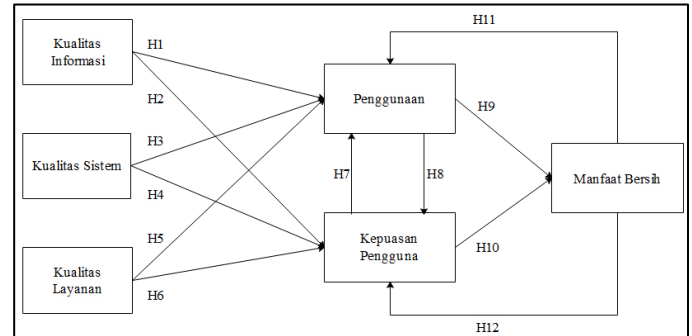 H11
Kualitas
Informasi
H1
H2
Penggunaan
H9
Kualitas Sistem
H3
H4
H7
H8
Manfaat Bersih
Kualitas
Layanan
H5
H6
Kepuasan
Pengguna
H10
H12